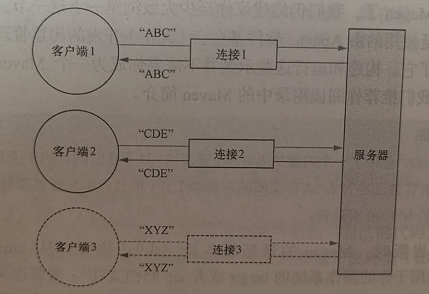 “ABC”
客户端1
连接1
“ABC”
“CDE”
客户端2
连接2
服务器
“CDE”
“XYZ”
客户端3
连接3
“XYZ”